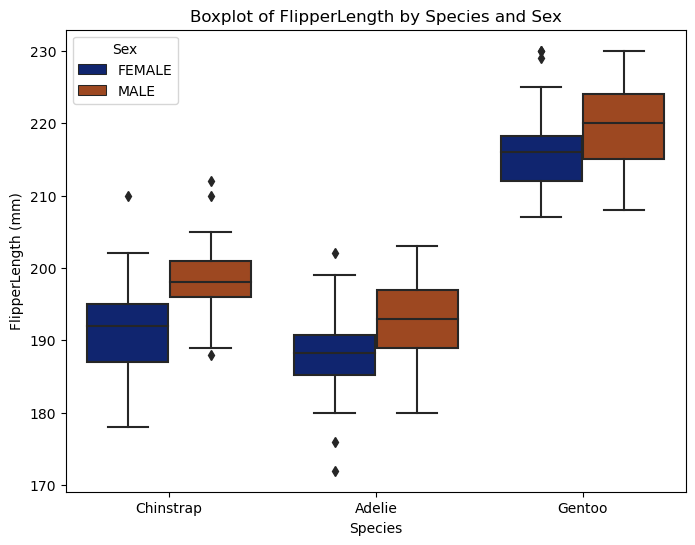 Boxplot of FlipperLength by Species and Sex
Sex
FEMALE
MALE
FlipperLength (mm)
230
220
210
200
190
180
170
Chinstrap Adelie Gentoo
Species